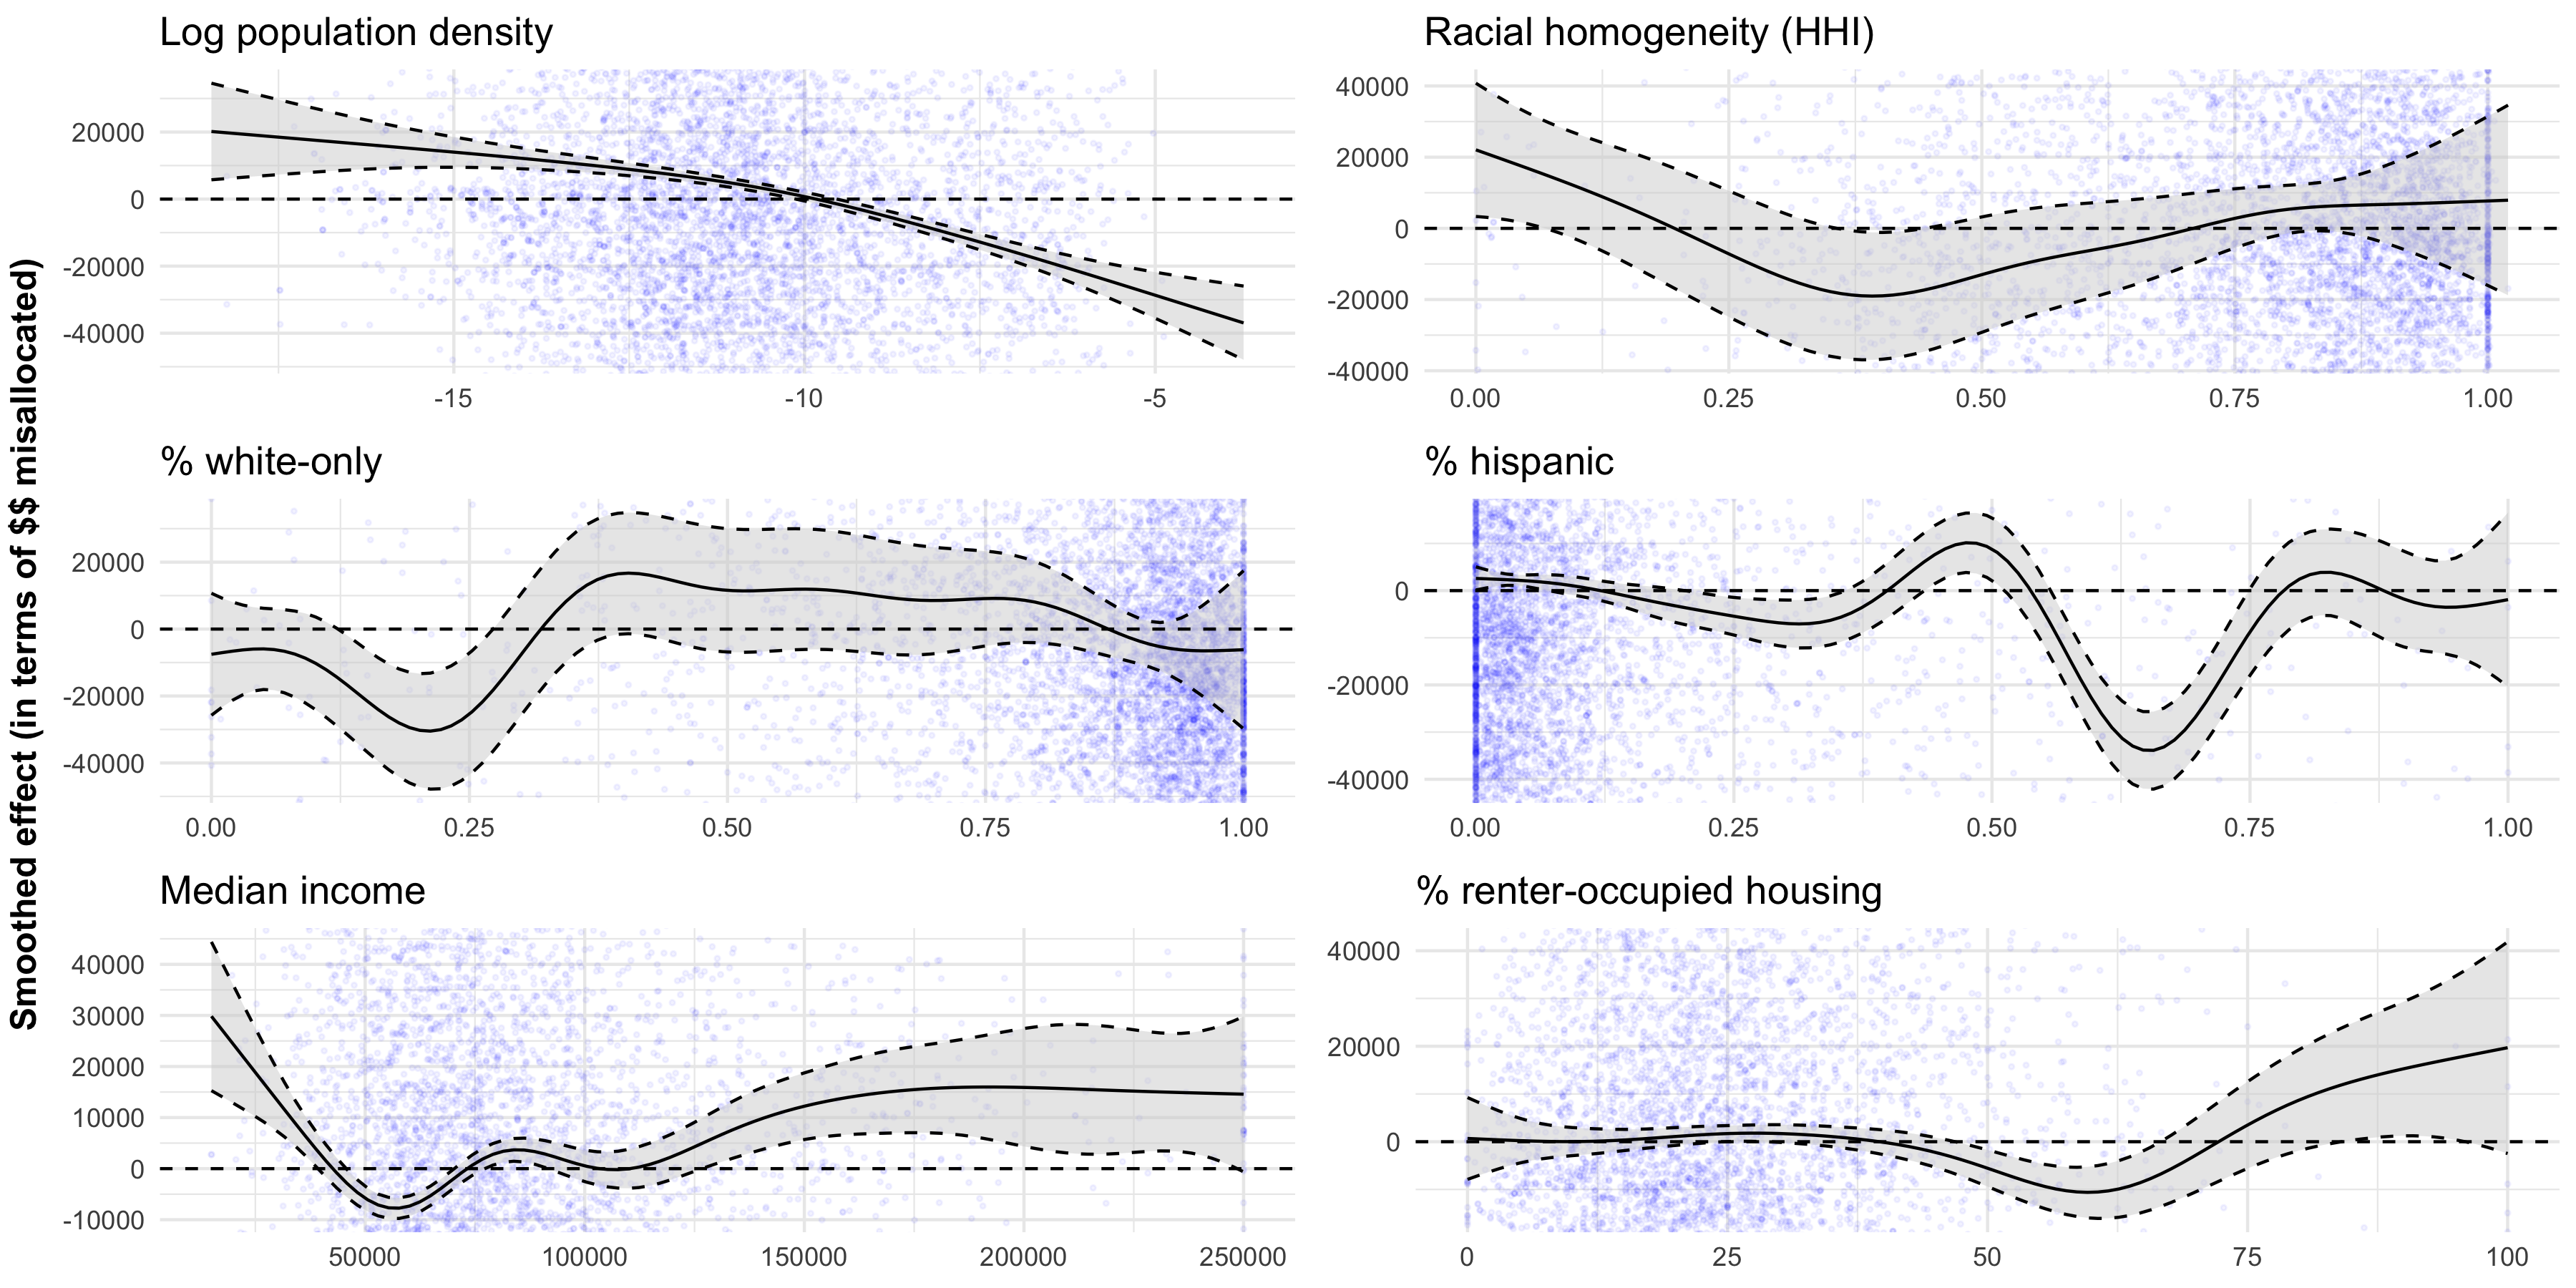 Smoothed effect (in terms of $$ misallocated)
Log population density
20000
0
-20000
-40000
-15 -10 -5
Racial homogeneity (HHI)
40000
20000
0
-20000
-40000
0.00 0.25 0.50 0.75 1.00
% white-only
20000
0
-20000
-40000
0.00 0.25 0.50 0.75 1.00
% hispanic
0
-20000
-40000
0.00 0.25 0.50 0.75 1.00
Median income
40000
30000
20000
10000
0
-10000
50000 100000 150000 200000 250000
% renter-occupied housing
40000
20000
0
0 25 50 75 100